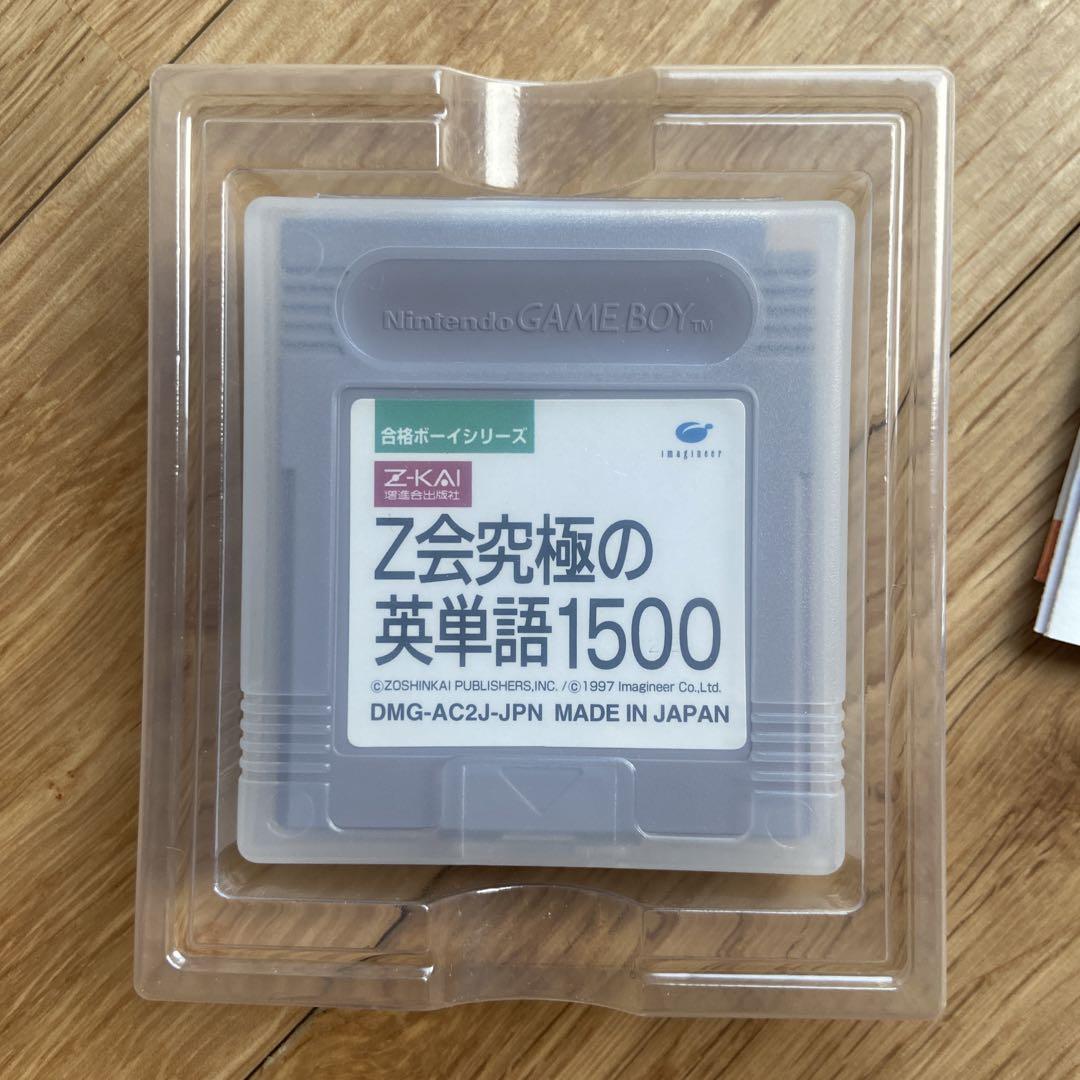 Nintendo GAME BOY™
合格ボーイシリーズ
imagineer
Z-KAI
増進会出版社
Z会究極の
英単語1500
©ZOSHINKAI PUBLISHERS,INC. /©1997 Imagineer Co.,Ltd.
DMG-AC2J-JPN MADE IN JAPAN